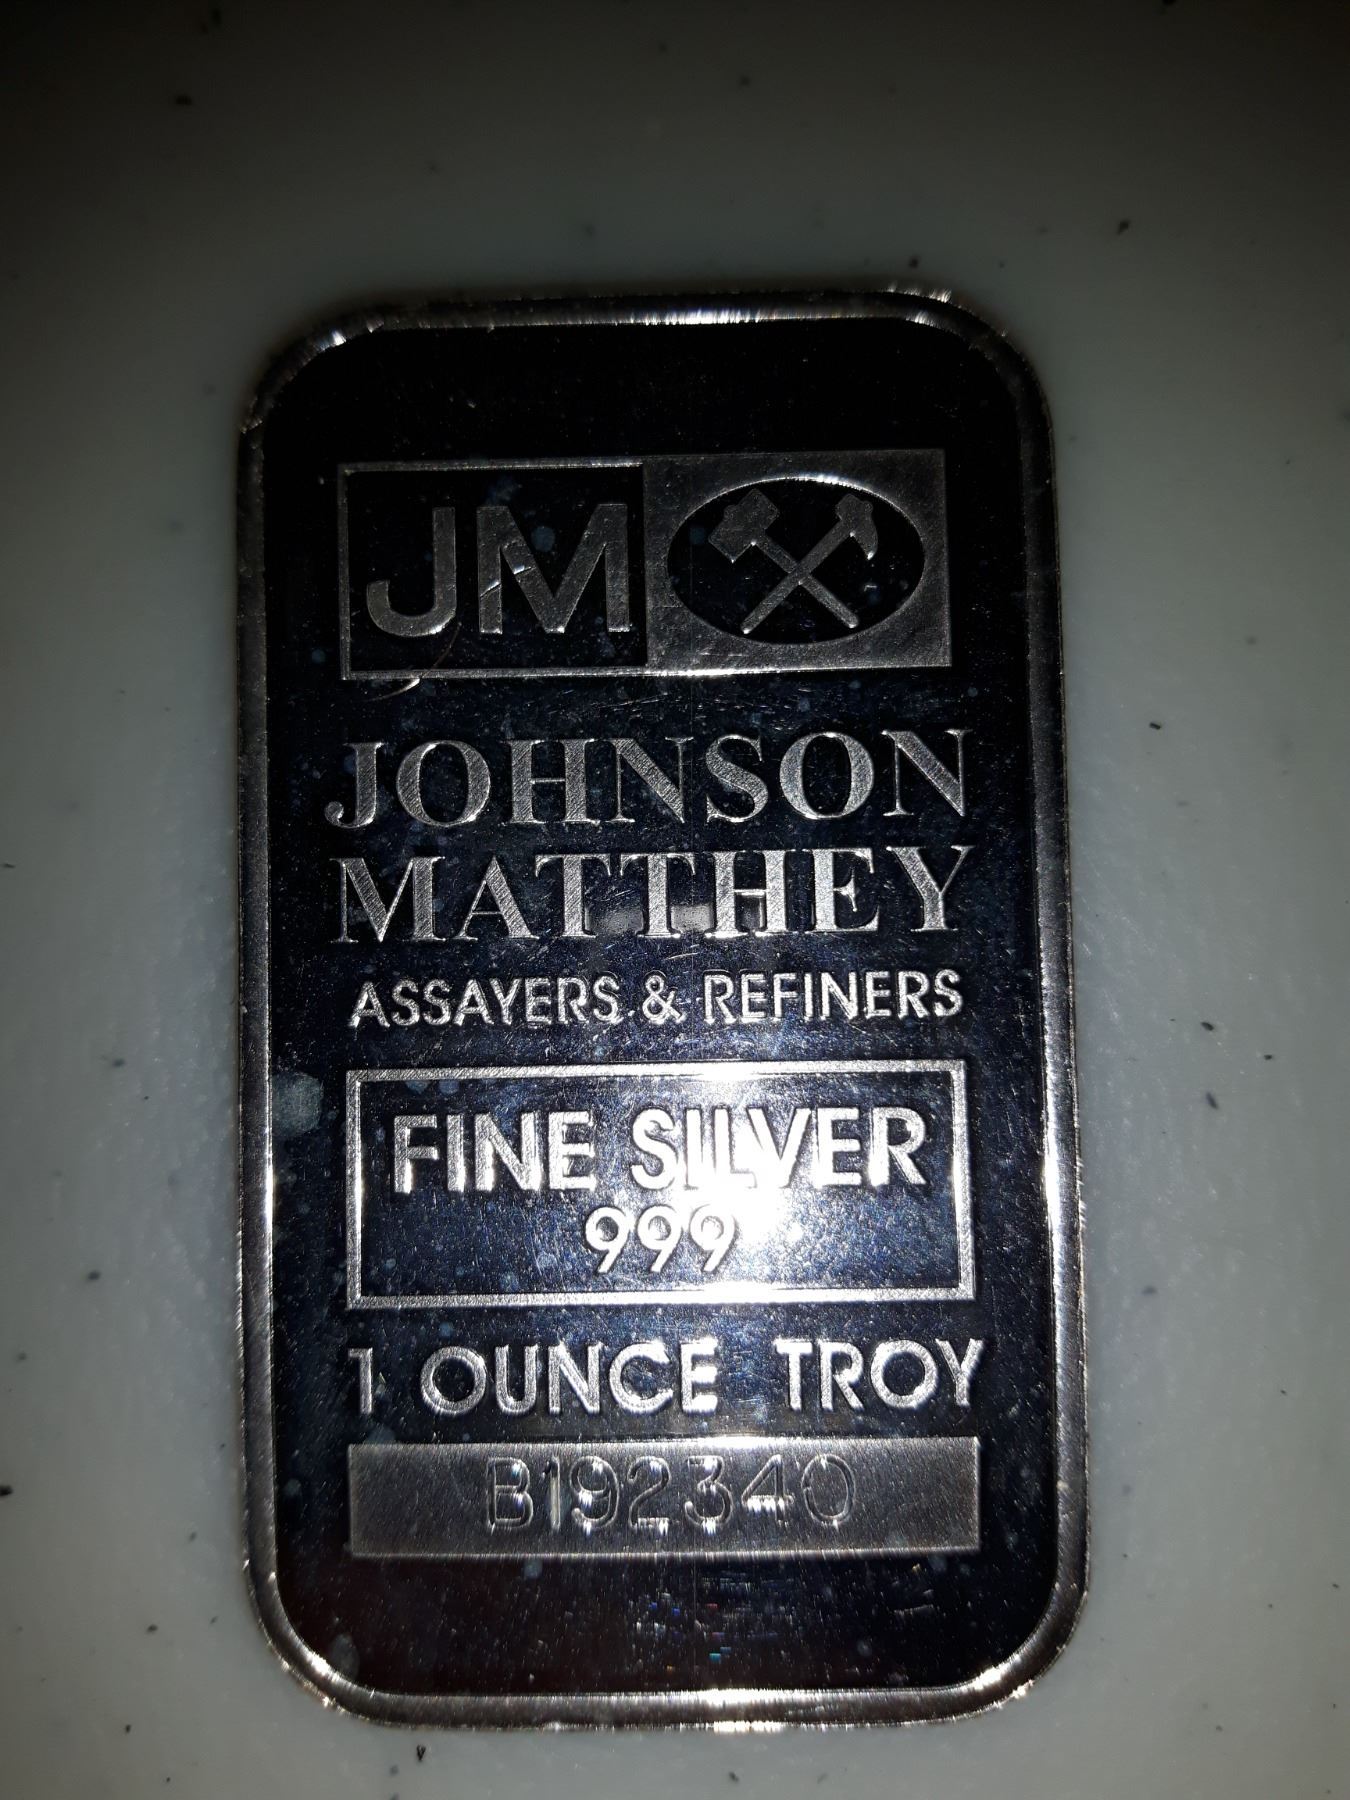 JM
JOHNSON
MATTHEY
ASSAYERS & REFINERS
FINE SILVER
999
1 OUNCE TROY
B192340